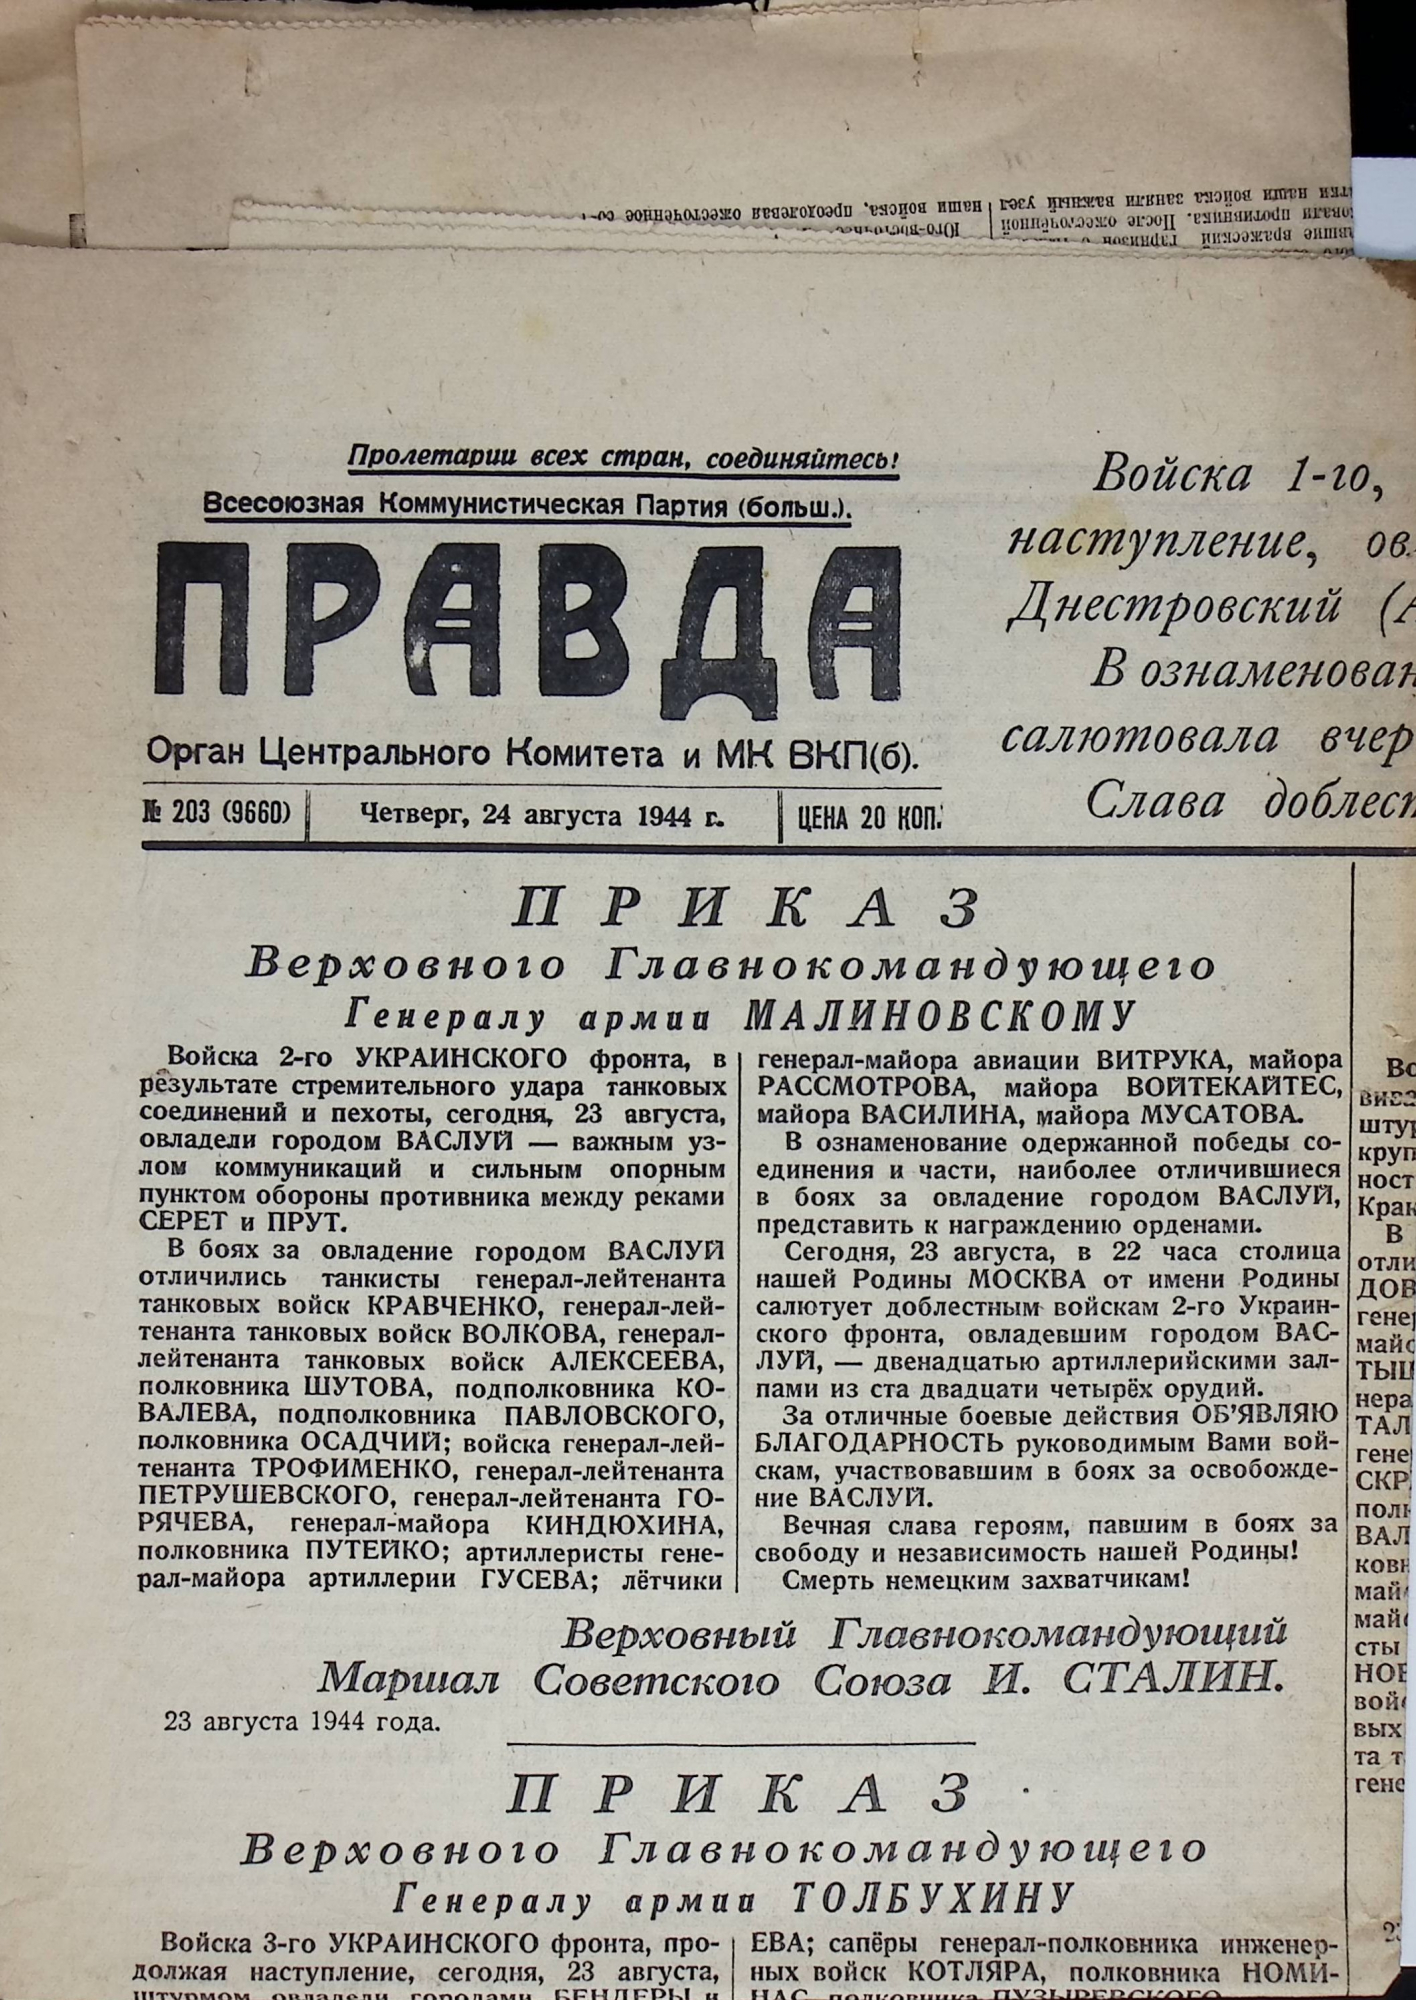 Пролетарии всех стран, соединяйтесь!
Всесоюзная Коммунистическая Партия (больш.).
ПРАВДА
Орган Центрального Комитета и МК ВКП(б).
№ 203 (9660)
Четверг, 24 августа 1944 г.
ЦЕНА 20 КОП.
Войска 1-го,
наступление,
Днестровский
В
салютовала
Слава
ПРИКАЗ
Верховного Главнокомандующего
Генералу армии МАЛИНОВСКОМУ
Войска 2-го УКРАИНСКОГО фронта, в
результате стремительного удара танковых
соединений и пехоты, сегодня, 23 августа,
овладели городом ВАСЛУЙ — важным уз-
лом коммуникаций и сильным опорным
пунктом обороны противника между реками
СЕРЕТ и ПРУТ.
В боях за овладение городом ВАСЛУЙ
отличились танкисты генерал-лейтенанта
танковых войск КРАВЧЕНКО, генерал-лей-
тенанта танковых войск ВОЛКОВА, генерал-
лейтенанта танковых войск АЛЕКСЕЕВА,
полковника ШУТОВА, подполковника КО-
ВАЛЕВА, подполковника ПАВЛОВСКОГО,
полковника ОСАДЧИЙ; войска генерал-лей-
тенанта ТРОФИМЕНКО, генерал-лейтенанта
ПЕТРУШЕВСКОГО, генерал-лейтенанта ГО-
РЯЧЕВА, генерал-майора КИНДЮХИНА,
полковника ПУТЕЙКО; артиллеристы гене-
рал-майора артиллерии ГУСЕВА; лётчики
генерал-майора авиации ВИТРУКА, майора
РАССМОТРОВА, майора ВОЙТЕКАЙТЕС,
майора ВАСИЛИНА, майора МУСАТОВА.
В ознаменование одержанной победы со-
единения и части, наиболее отличившиеся
в боях за овладение городом ВАСЛУЙ,
представить к награждению орденами.
Сегодня, 23 августа, в 22 часа столица
нашей Родины МОСКВА от имени Родины
салютует доблестным войскам 2-го Украин-
ского фронта, овладевшим городом ВАС-
ЛУЙ, — двенадцатью артиллерийскими зал-
пами из ста двадцати четырёх орудий.
За отличные боевые действия ОБ'ЯВЛЯЮ
БЛАГОДАРНОСТЬ руководимым Вами вой-
скам, участвовавшим в боях за освобожде-
ние ВАСЛУЙ.
Вечная слава героям, павшим в боях за
свободу и независимость нашей Родины!
Смерть немецким захватчикам!
Верховный Главнокомандующий
Маршал Советского Союза И. СТАЛИН.
23 августа 1944 года.
ПРИКАЗ
Верховного Главнокомандующего
Генералу армии ТОЛБУХИНУ
Войска 3-го УКРАИНСКОГО фронта, про-
должая наступление, сегодня, 23 августа,
штурмом овладели городами БЕНДЕРЫ и
ЕВА; сапёры генерал-полковника инженер-
ных войск КОТЛЯРА, полковника НОМИ-
НАС, полковника ПУЗЫРЕВСКОГО